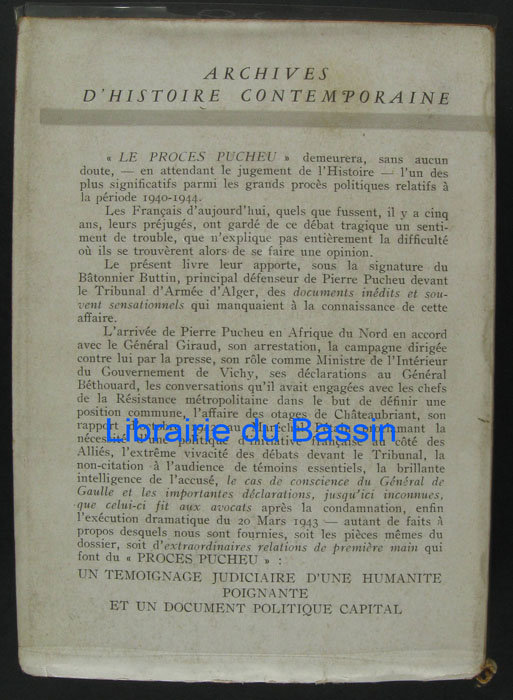 ARCHIVES
D'HISTOIRE CONTEMPORAINE
« LE PROCES PUCHEU » demeurera, sans aucun
doute, — en attendant le jugement de l'Histoire — l'un des
plus significatifs parmi les grands procès politiques relatifs à
la période 1940-1944.
Les Français d'aujourd'hui, quels que fussent, il y a cinq
ans, leurs préjugés, ont gardé de ce débat tragique un senti-
ment de trouble, que n'explique pas entièrement la difficulté
où ils se trouvèrent alors de se faire une opinion.
Le présent livre leur apporte, sous la signature du
Bâtonnier Buttin, principal défenseur de Pierre Pucheu devant
le Tribunal d'Armée d'Alger, des documents inédits et sou-
vent sensationnels qui manquaient à la connaissance de cette
affaire.
L'arrivée de Pierre Pucheu en Afrique du Nord en accord
avec le Général Giraud, son arrestation, la campagne dirigée
contre lui par la presse, son rôle comme Ministre de l'Intérieur
du Gouvernement de Vichy, ses déclarations au Général
Béthouard, les conversations qu'il avait engagées avec les chefs
de la Résistance métropolitaine dans le but de définir une
position commune, l'affaire des otages de Châteaubriant, son
rapport au Maréchal
Librairie du Bassin
nécessité d'une politique d'initiative française du côté des
Alliés, l'extrême vivacité des débats devant le Tribunal, la
non-citation à l'audience de témoins essentiels, la brillante
intelligence de l'accusé, le cas de conscience du Général de
Gaulle et les importantes déclarations, jusqu'ici inconnues,
que celui-ci fit aux avocats après la condamnation, enfin
l'exécution dramatique du 20 Mars 1943 — autant de faits à
propos desquels nous sont fournies, soit les pièces mêmes du
dossier, soit d'extraordinaires relations de première main qui
font du « PROCES PUCHEU » :
UN TEMOIGNAGE JUDICIAIRE D'UNE HUMANITE
POIGNANTE
ET UN DOCUMENT POLITIQUE CAPITAL